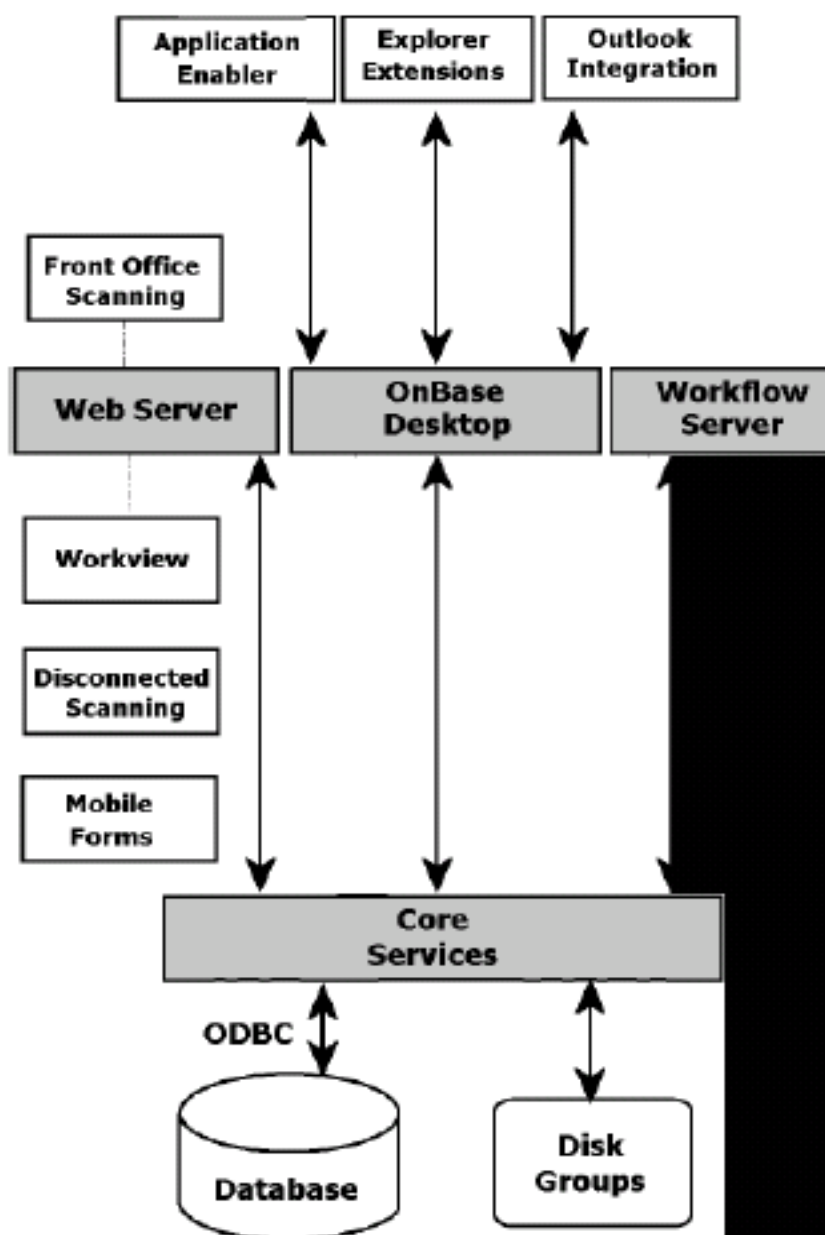 Application
Enabler
Explorer
Extensions
Outlook
Integration
Front Office
Scanning
Web Server
OnBase
Desktop
Workflow
Server
Workview
Disconnected
Scanning
Mobile
Forms
Core
Services
ODBC
Database
Disk
Groups